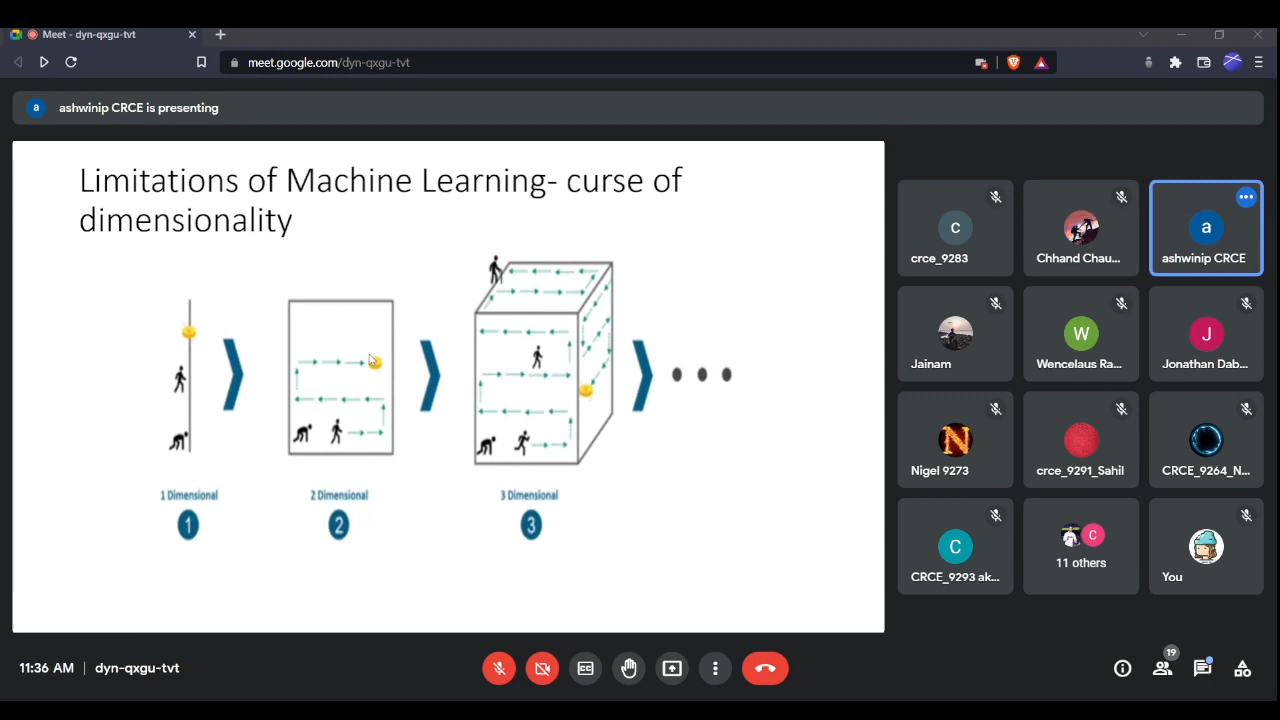 Meet - dyn-qxgu-tvt
meet.google.com/dyn-qxgu-tvt
a
ashwinip CRCE is presenting
Limitations of Machine Learning- curse of
dimensionality
1 Dimensional
2 Dimensional
3 Dimensional
1
2
3
c
crce_9283
Chhand Chau...
a
ashwinip CRCE
Jainam
W
Wencelaus Ra...
J
Jonathan Dab...
N
Nigel 9273
crce_9291_Sahil
CRCE_9264_N...
C
CRCE_9293 ak...
C
11 others
You
11:36 AM
dyn-qxgu-tvt
19